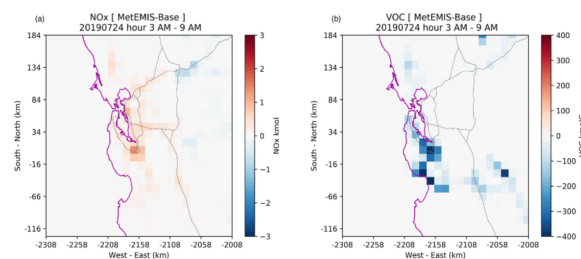 (a) NOx [ MetEMIS-Base ]
20190724 hour 3 AM - 9 AM
184
134
84
34
-16
-66
-116
South - North (km)
-2308 -2258 -2208 -2158 -2108 -2058 -2008
West - East (km)
3
2
1
0
-1
-2
-3
NOx kmol
(b) VOC [ MetEMIS-Base ]
20190724 hour 3 AM - 9 AM
184
134
84
34
-16
-66
-116
South - North (km)
-2308 -2258 -2208 -2158 -2108 -2058 -2008
West - East (km)
400
300
200
100
0
-100
-200
-300
-400